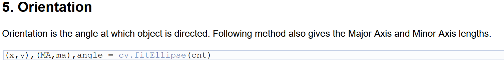 5. Orientation
Orientation is the angle at which object is directed. Following method also gives the Major Axis and Minor Axis lengths.
(x,y),(MA,ma),angle = cv.fitEllipse(cnt)